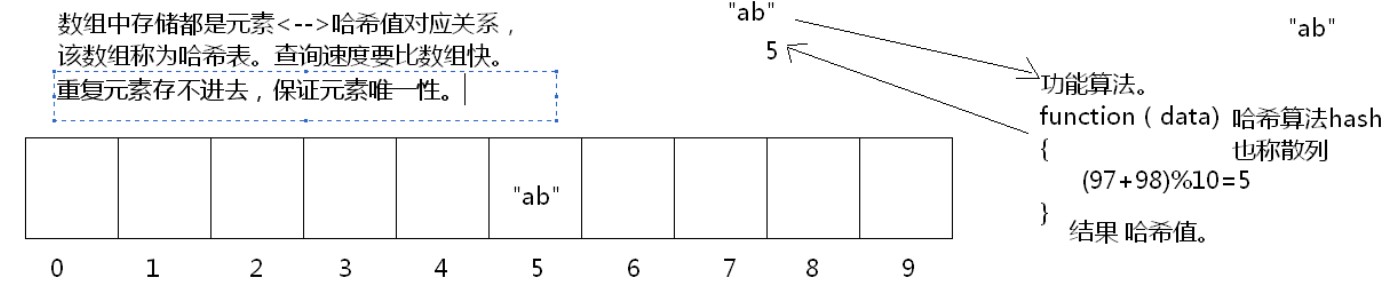 数组中存储都是元素<-->哈希值对应关系，
该数组称为哈希表。查询速度要比数组快。
重复元素存不进去，保证元素唯一性。
"ab"
5
"ab"
功能算法。
function（data）哈希算法hash
{ 也称散列
(97+98)%10=5
}
结果 哈希值。
"ab"
0 1 2 3 4 5 6 7 8 9